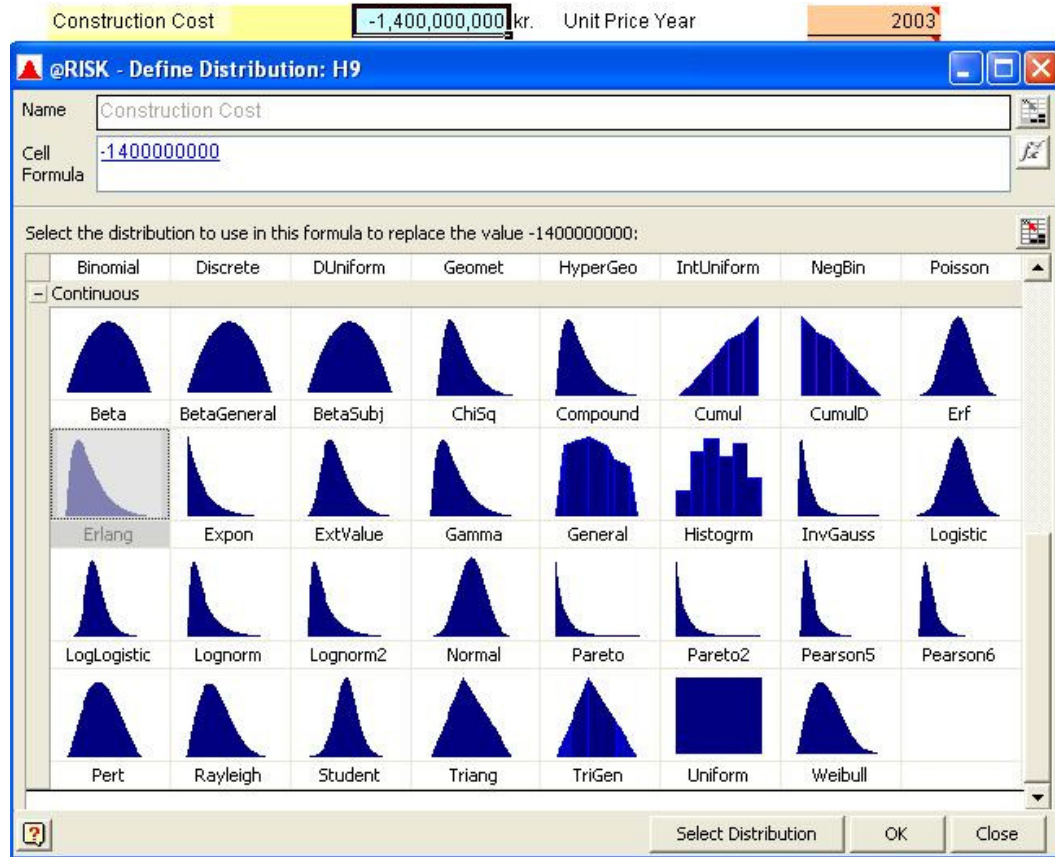 Construction Cost -1,400,000,000 kr. Unit Price Year 2003
@RISK - Define Distribution: H9
Name Construction Cost
Cell Formula -1400000000
Select the distribution to use in this formula to replace the value -1400000000:
Binomial Discrete DUniform Geomet HyperGeo IntUniform NegBin Poisson
Continuous
Beta BetaGeneral BetaSubj ChiSq Compound Cumul CumulD Erf
Erlang Expon ExtValue Gamma General Histogrm InvGauss Logistic
LogLogistic Lognorm Lognorm2 Normal Pareto Pareto2 Pearson5 Pearson6
Pert Rayleigh Student Triang TriGen Uniform Weibull
Select Distribution OK Close